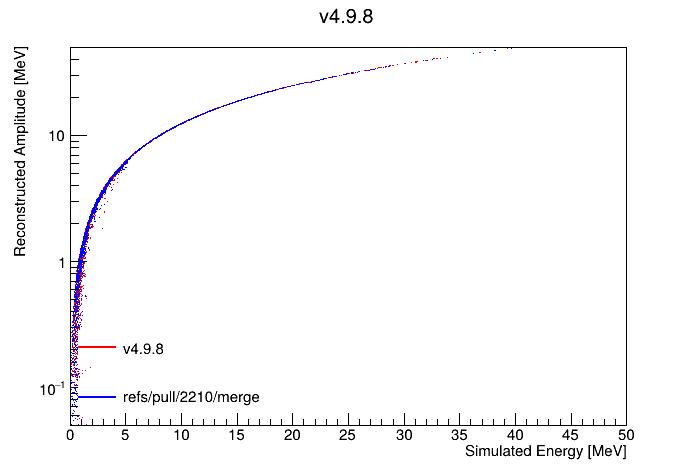 v4.9.8
Reconstructed Amplitude [MeV]
10
1
10⁻¹
v4.9.8
refs/pull/2210/merge
0 5 10 15 20 25 30 35 40 45 50
Simulated Energy [MeV]